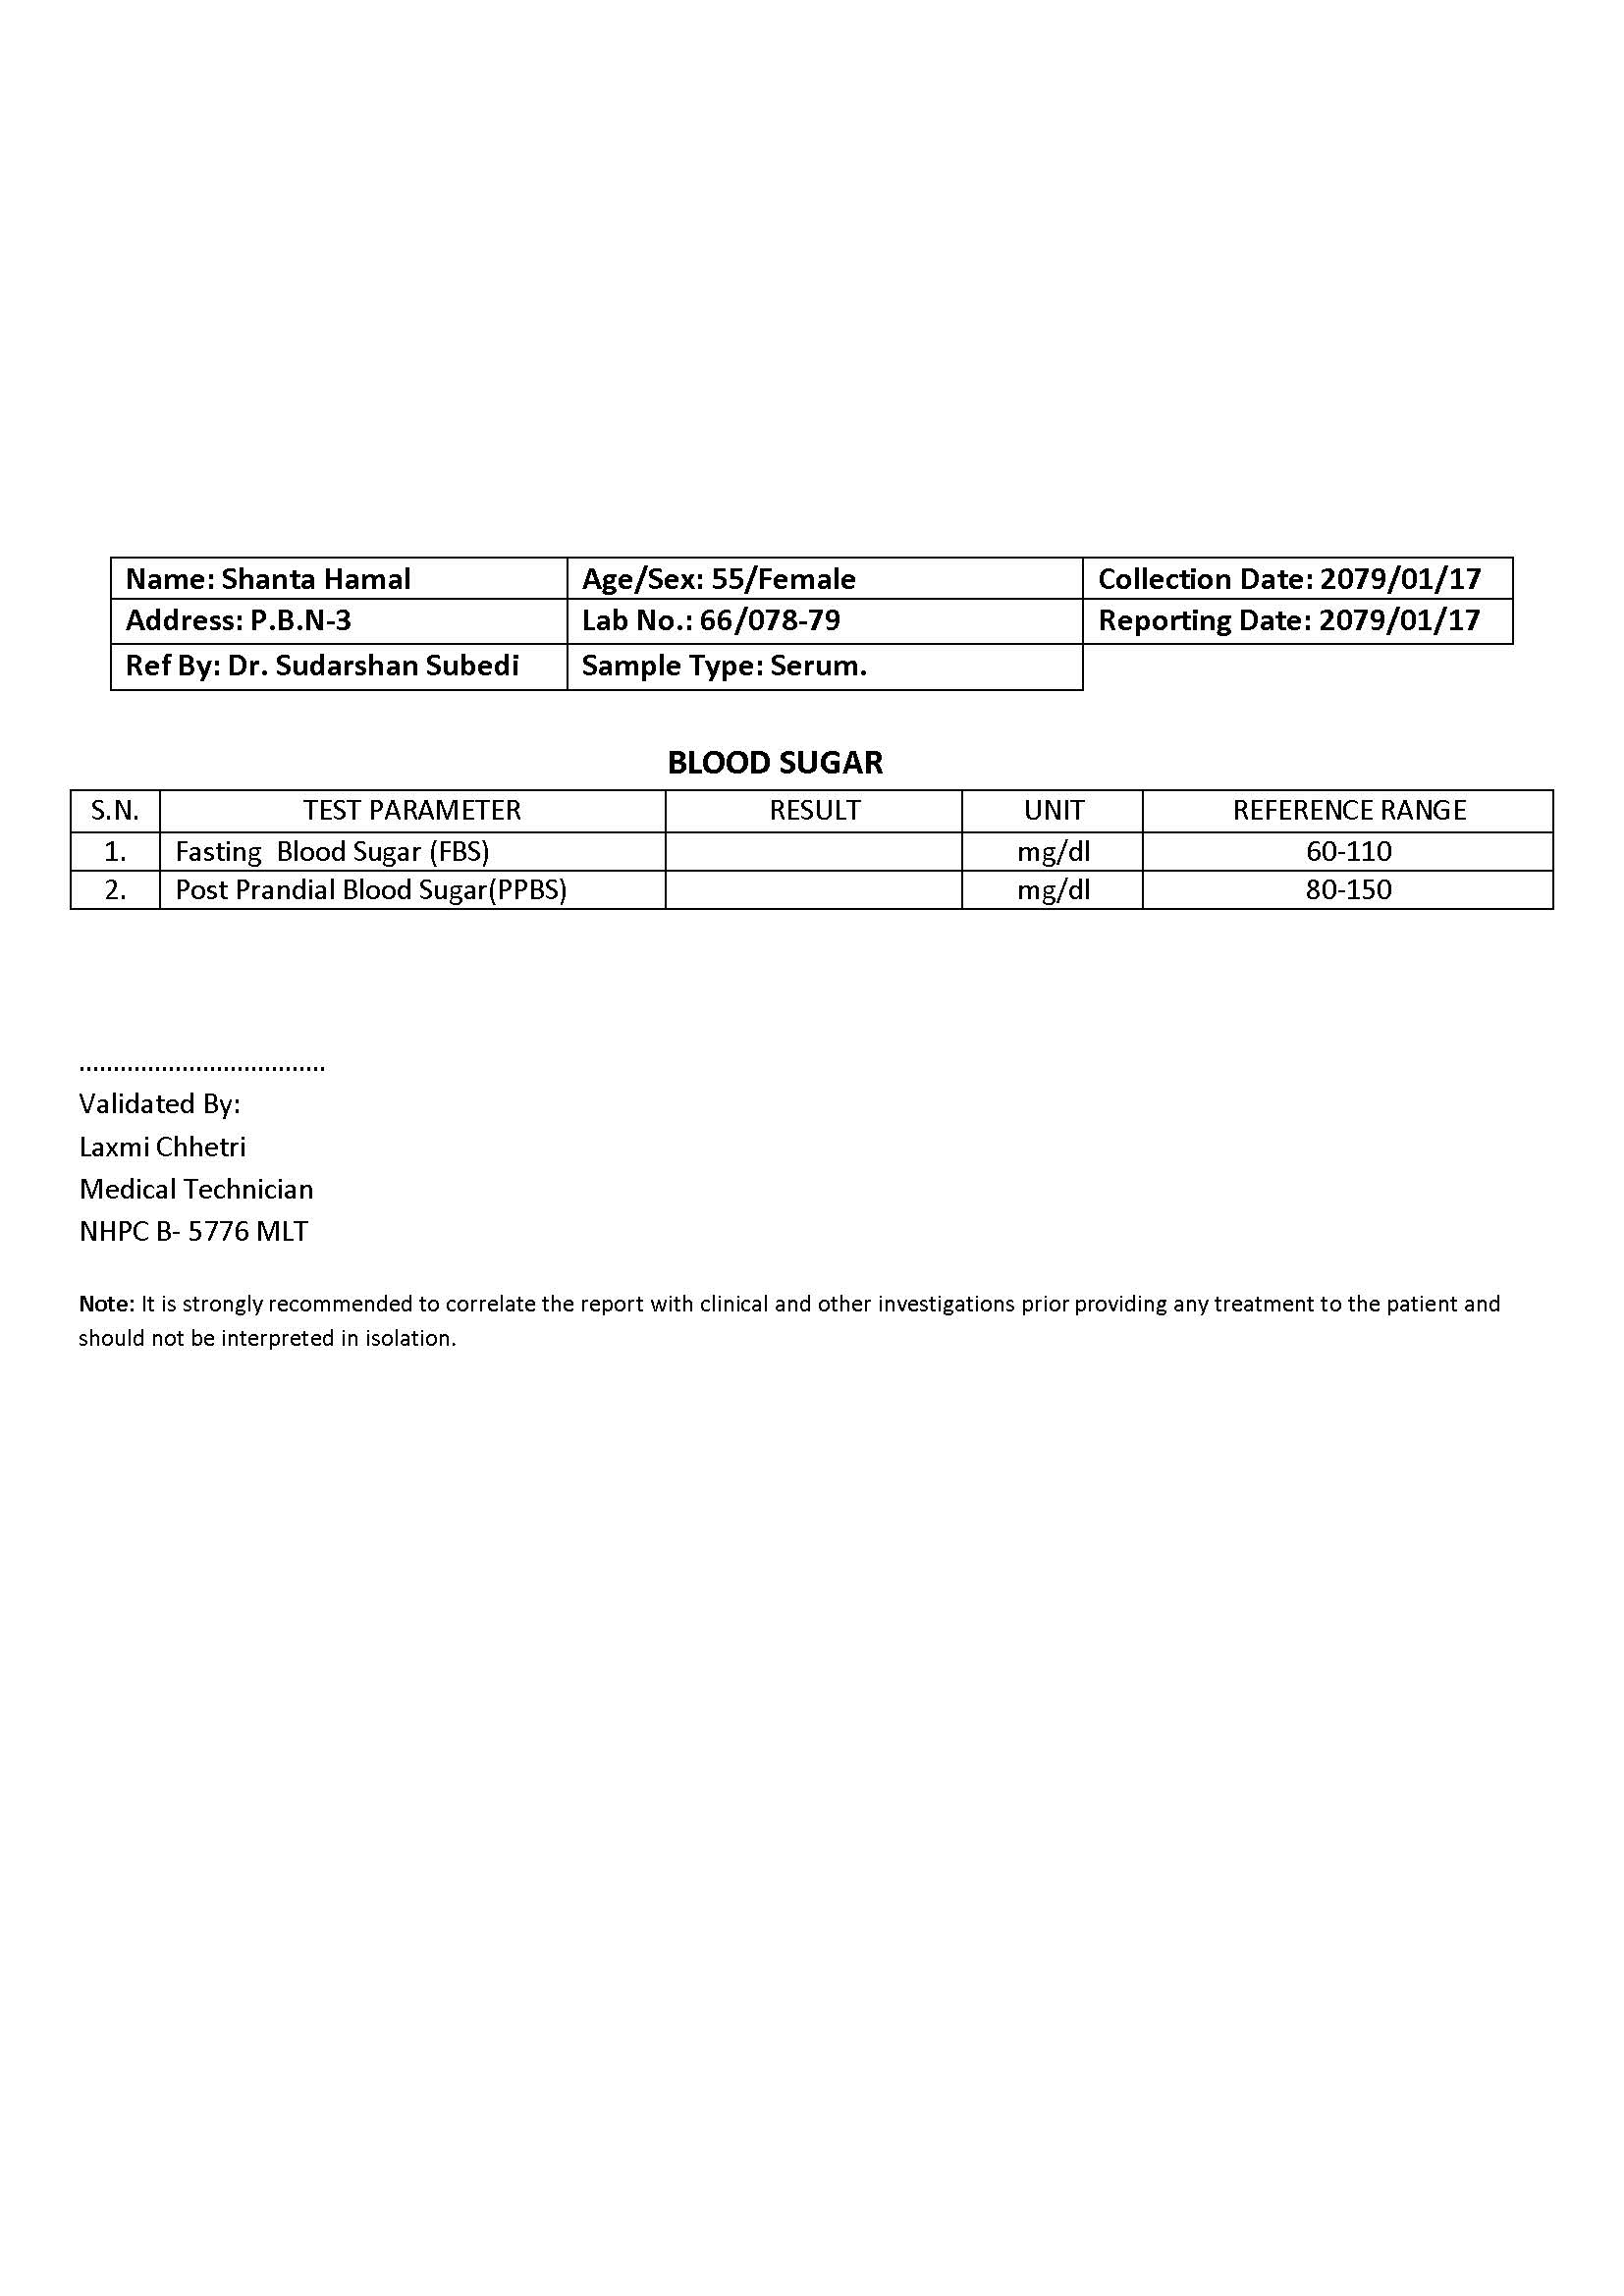 Name: Shanta Hamal Age/Sex: 55/Female Collection Date: 2079/01/17
Address: P.B.N-3 Lab No.: 66/078-79 Reporting Date: 2079/01/17
Ref By: Dr. Sudarshan Subedi Sample Type: Serum.
BLOOD SUGAR
S.N. TEST PARAMETER RESULT UNIT REFERENCE RANGE
1. Fasting  Blood Sugar (FBS) mg/dl 60-110
2. Post Prandial Blood Sugar(PPBS) mg/dl 80-150
....................................
Validated By:
Laxmi Chhetri
Medical Technician
NHPC B- 5776 MLT
Note: It is strongly recommended to correlate the report with clinical and other investigations prior providing any treatment to the patient and
should not be interpreted in isolation.